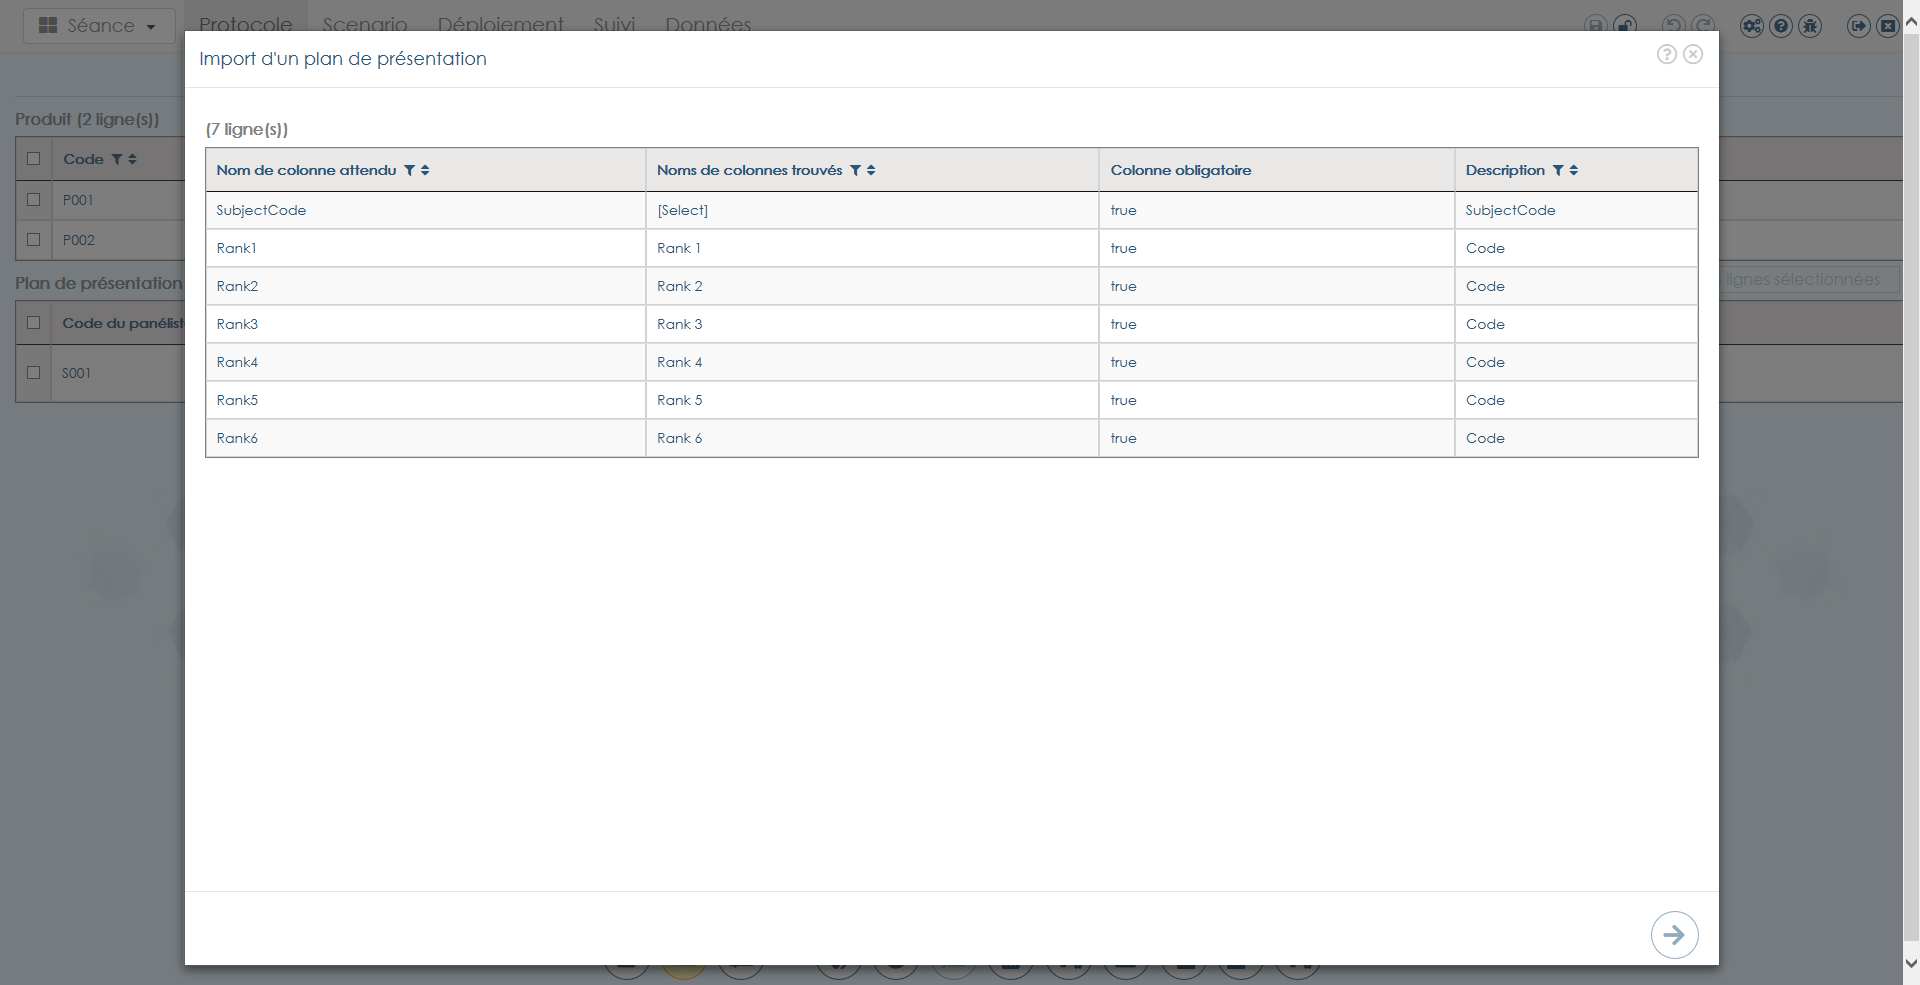 Séance
Protocole
Scenario
Déploiement
Suivi
Données
Import d'un plan de présentation
Produit (2 ligne(s))
Code
P001
P002
Plan de présentation
Code du panélist
S001
lignes sélectionnées
(7 ligne(s))
Nom de colonne attendu Noms de colonnes trouvés Colonne obligatoire Description
SubjectCode [Select] true SubjectCode
Rank1 Rank 1 true Code
Rank2 Rank 2 true Code
Rank3 Rank 3 true Code
Rank4 Rank 4 true Code
Rank5 Rank 5 true Code
Rank6 Rank 6 true Code